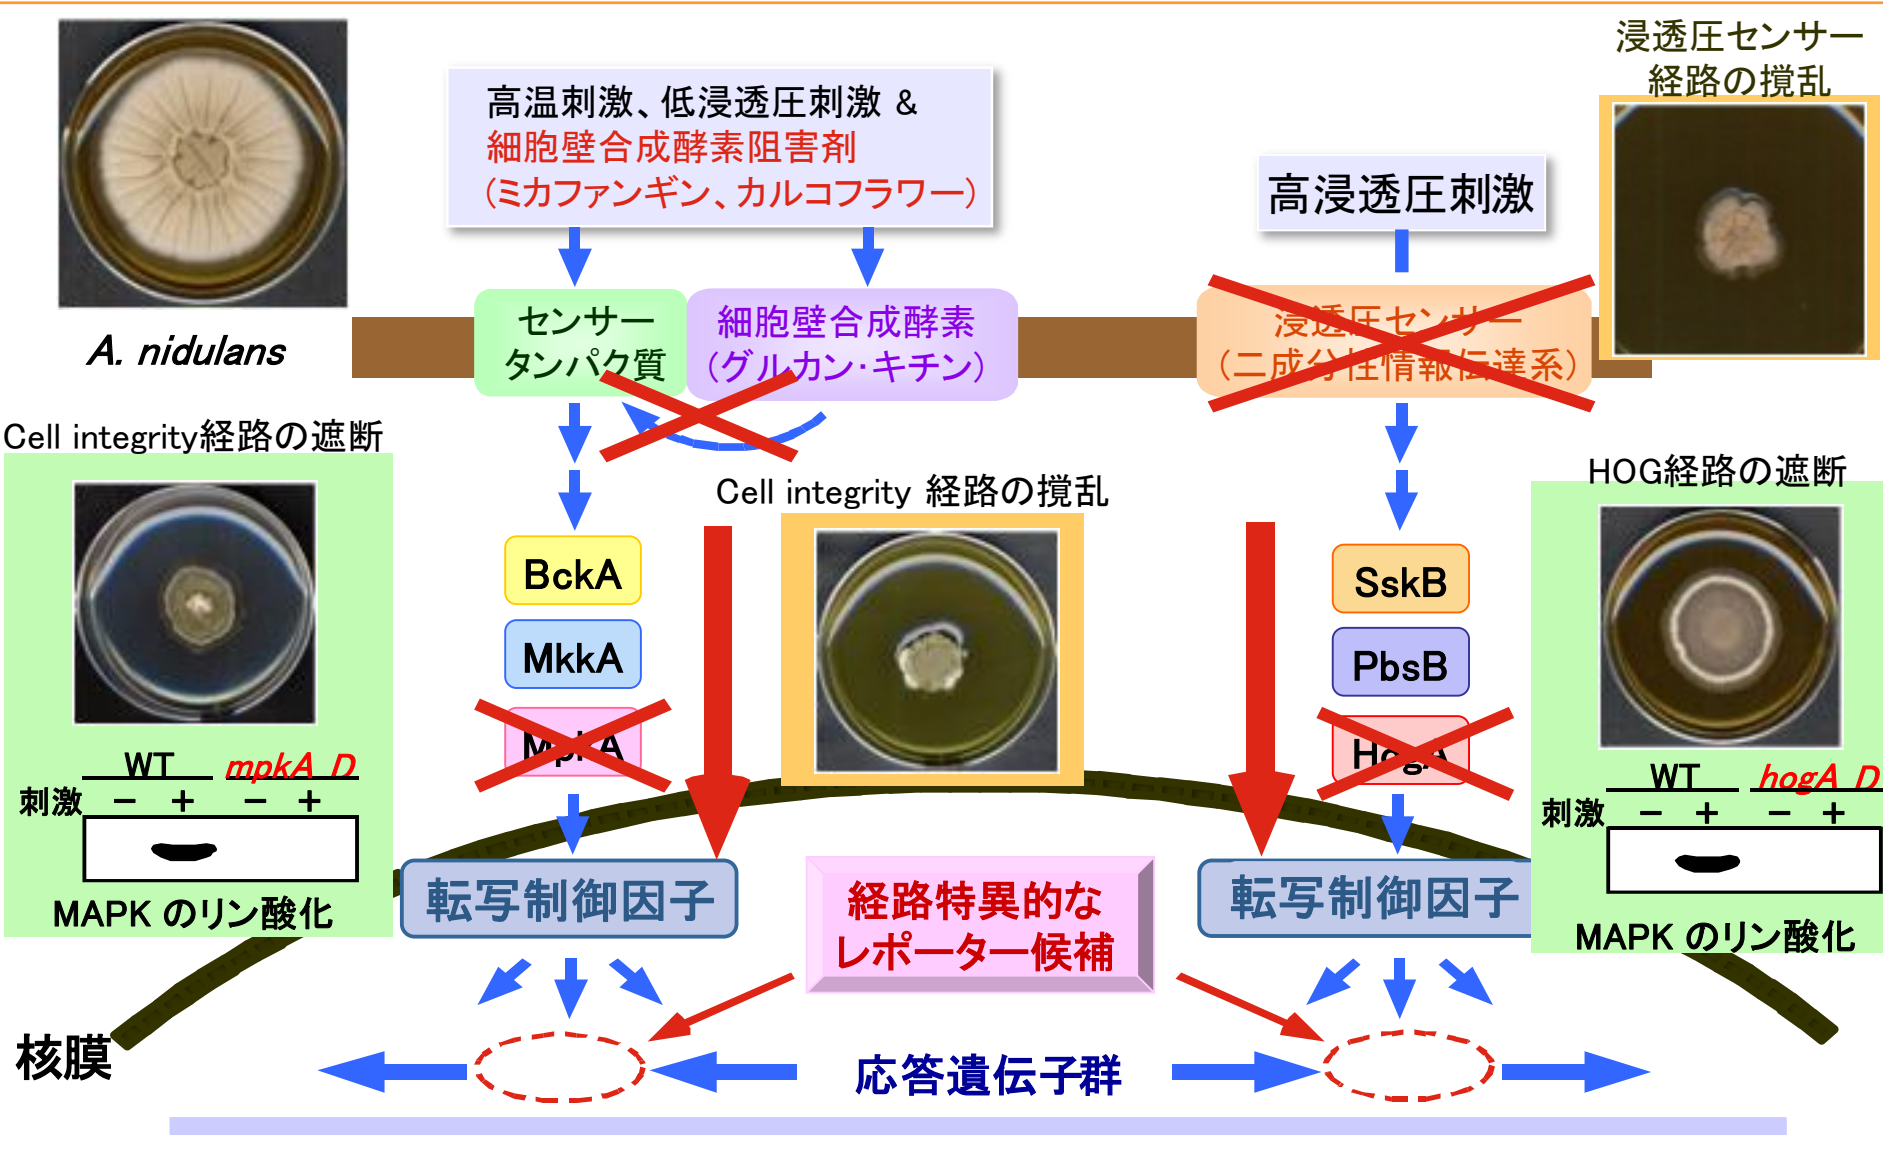 浸透圧センサー
経路の撹乱
高温刺激、低浸透圧刺激 &
細胞壁合成酵素阻害剤
(ミカファンギン、カルコフラワー)
高浸透圧刺激
A. nidulans
センサー
タンパク質
細胞壁合成酵素
(グルカン・キチン)
浸透圧センサー
(二成分性情報伝達系)
Cell integrity経路の遮断
Cell integrity 経路の撹乱
HOG経路の遮断
BckA
MkkA
MpkA
SskB
PbsB
HogA
WT mpkA D
刺激 − + − +
MAPK のリン酸化
WT hogA D
刺激 − + − +
MAPK のリン酸化
転写制御因子
経路特異的な
レポーター候補
転写制御因子
核膜
応答遺伝子群